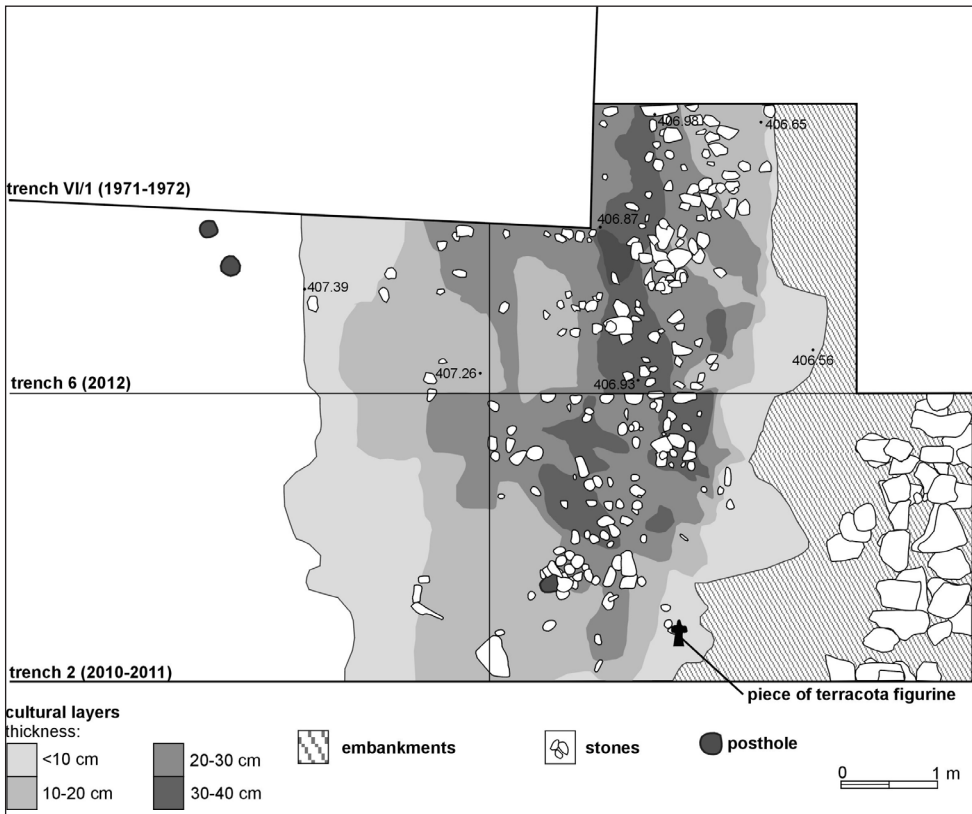 406.98
406.65
trench VI/1 (1971-1972)
406.87
407.39
406.56
407.26
406.93
trench 6 (2012)
trench 2 (2010-2011)
piece of terracota figurine
cultural layers
thickness:
<10 cm
20-30 cm
embankments
stones
posthole
10-20 cm
30-40 cm
0 1 m